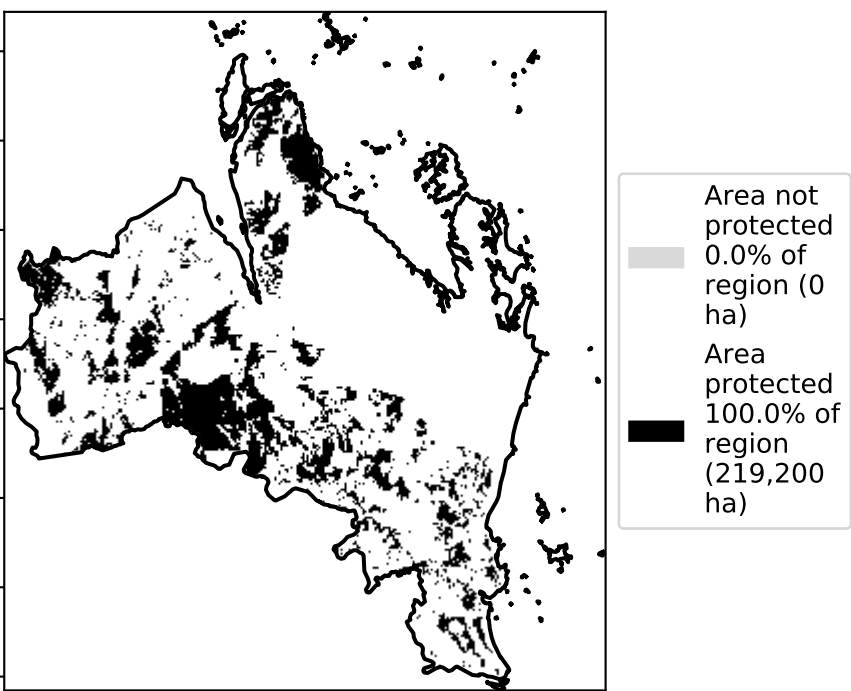 Area not
protected
0.0% of
region (0
ha)
Area
protected
100.0% of
region
(219,200
ha)